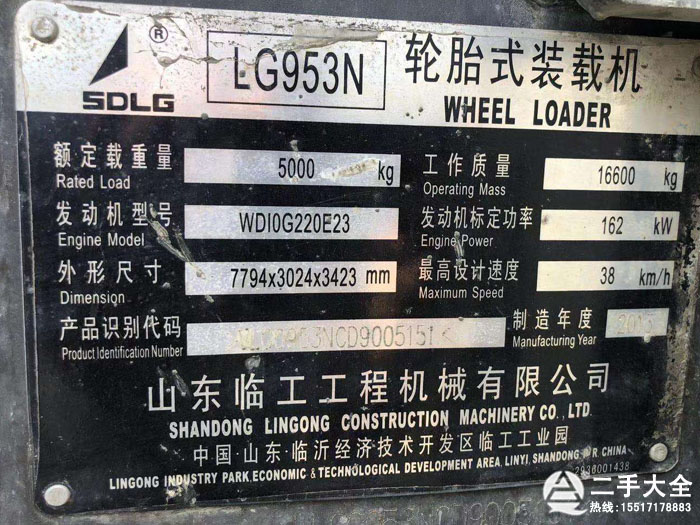 SDLG ®
LG953N
轮胎式装载机
WHEEL LOADER
额定载重量 5000 kg
Rated Load
工作质量 16600 kg
Operating Mass
发动机型号 WD10G220E23
Engine Model
发动机标定功率 162 kW
Engine Power
外形尺寸 7794x3024x3423 mm
Dimension
最高设计速度 38 km/h
Maximum Speed
产品识别代码
Product Identification Number
制造年度
Manufacturing Year
山东临工工程机械有限公司
SHANDONG LINGONG CONSTRUCTION MACHINERY CO., LTD.
中国·山东·临沂经济技术开发区临工工业园
LINGONG INDUSTRY PARK,ECONOMIC & TECHNOLOGICAL DEVELOPMENT AREA, LINYI, SHANDONG, P.R.CHINA
2936001438
二手大全
热线:15517178883